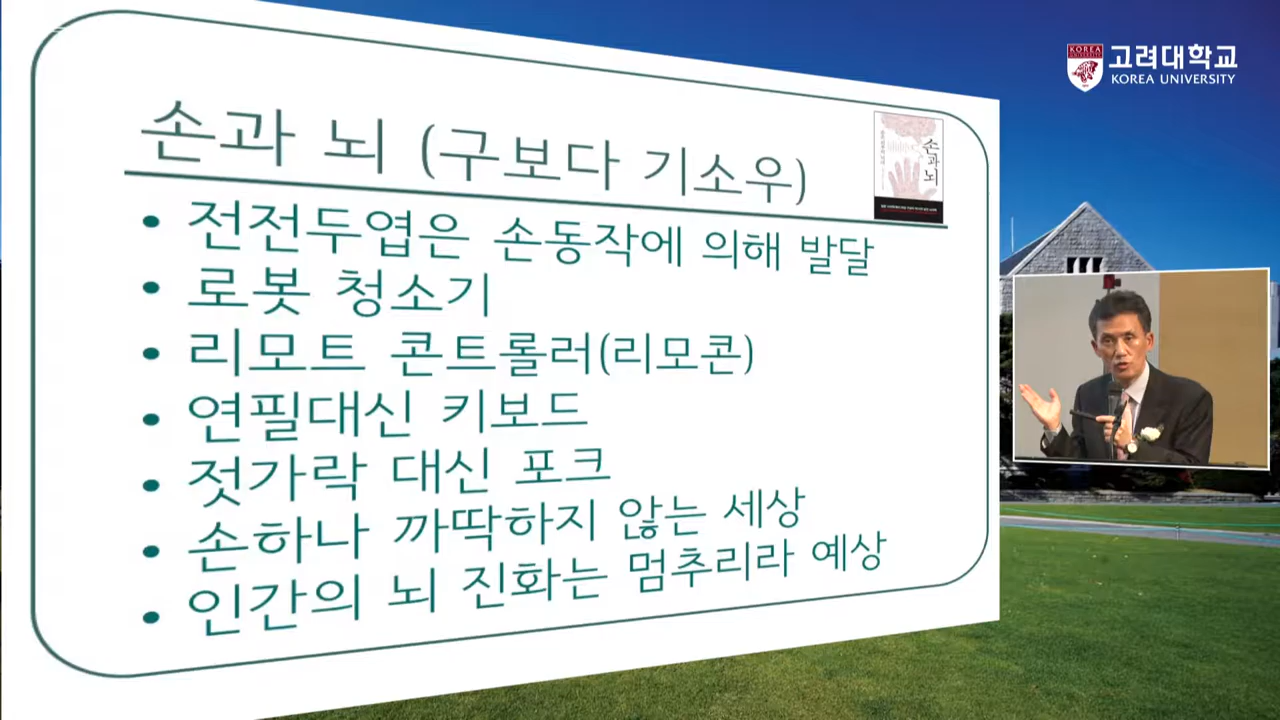 KOREA
고려대학교
KOREA UNIVERSITY
손과 뇌 (구보다 기소우)
손과 뇌
• 전전두엽은 손동작에 의해 발달
• 로봇 청소기
• 리모트 콘트롤러(리모콘)
• 연필대신 키보드
• 젓가락 대신 포크
• 손하나 까딱하지 않는 세상
• 인간의 뇌 진화는 멈추리라 예상